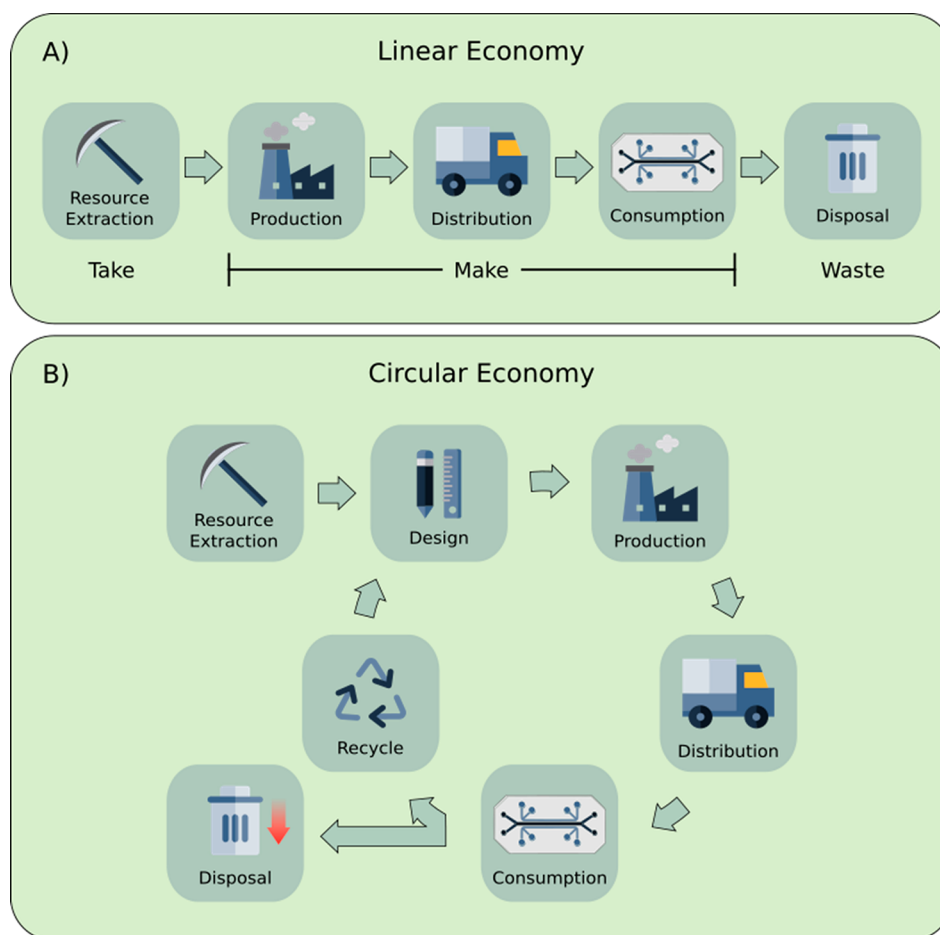 A)
Linear Economy
Resource
Extraction
Production
Distribution
Consumption
Disposal
Take
Make
Waste
B)
Circular Economy
Resource
Extraction
Design
Production
Recycle
Distribution
Disposal
Consumption